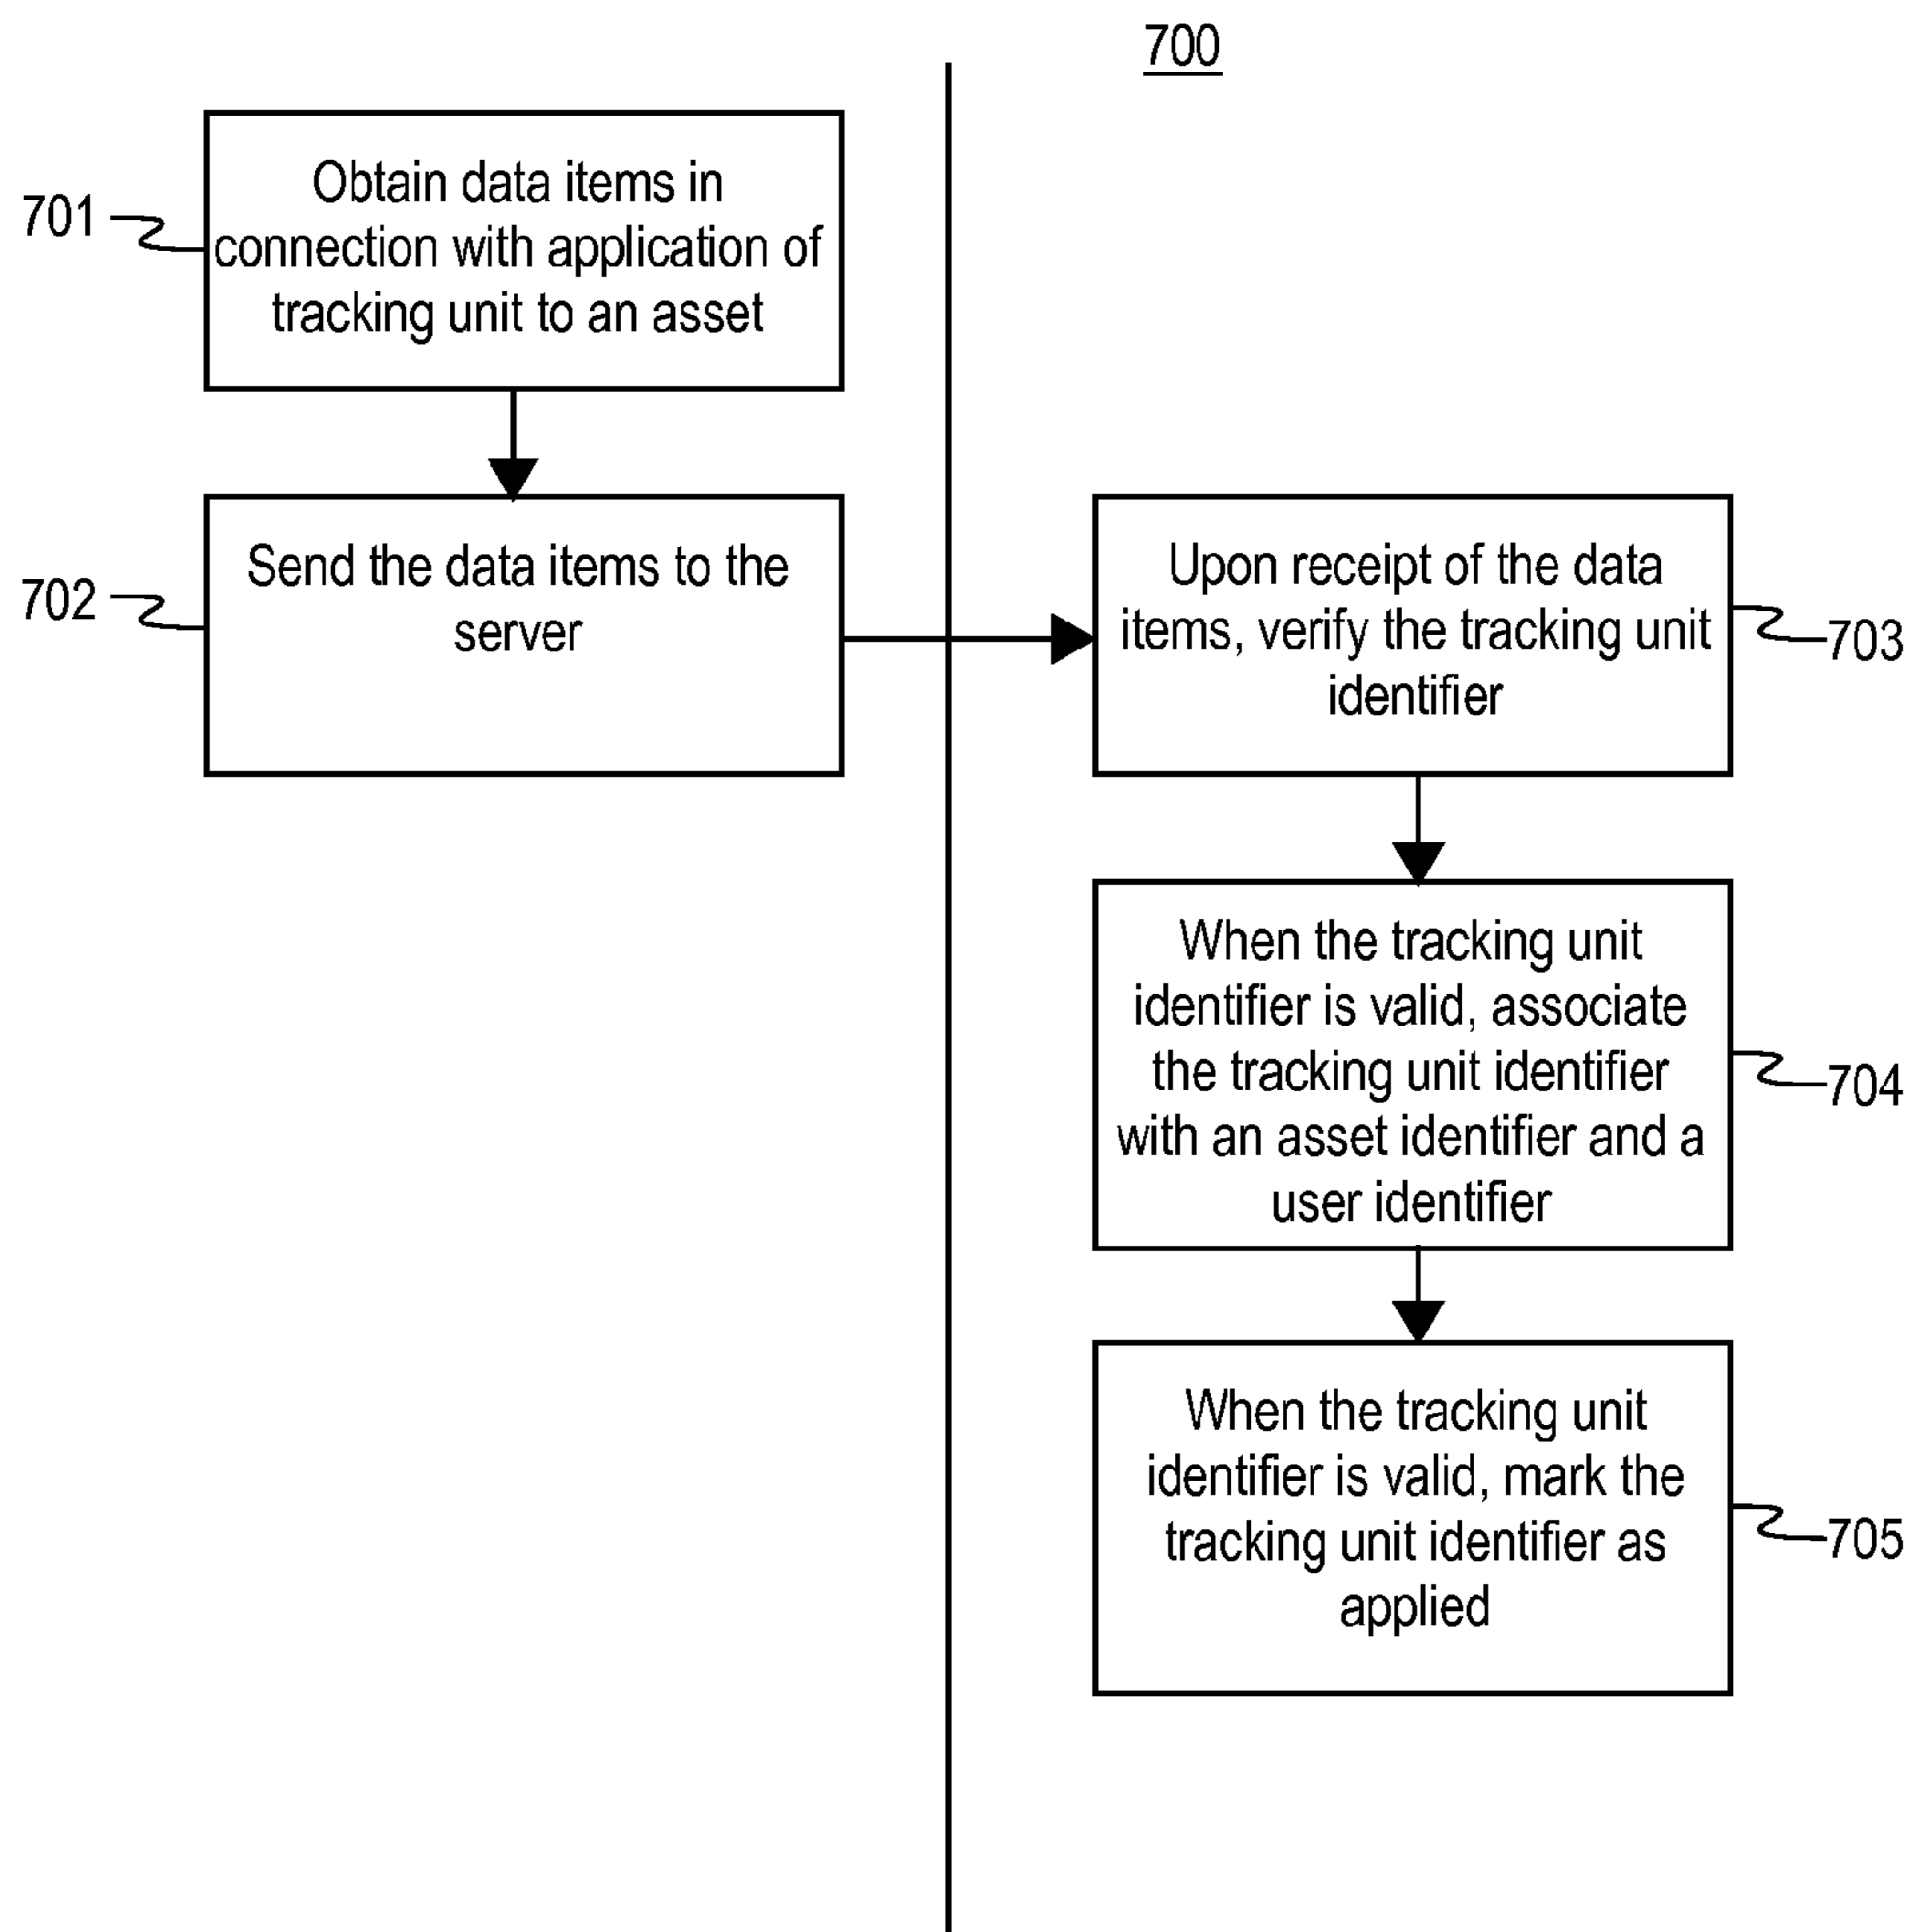 700
701
Obtain data items in
connection with application of
tracking unit to an asset
702
Send the data items to the
server
Upon receipt of the data
items, verify the tracking unit
identifier
703
When the tracking unit
identifier is valid, associate
the tracking unit identifier
with an asset identifier and a
user identifier
704
When the tracking unit
identifier is valid, mark the
tracking unit identifier as
applied
705